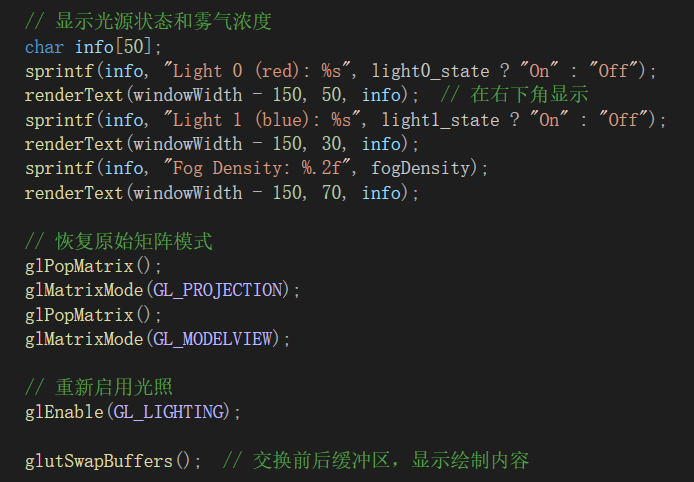 // 显示光源状态和雾气浓度
char info[50];
sprintf(info, "Light 0 (red): %s", light0_state ? "On" : "Off");
renderText(windowWidth - 150, 50, info);  // 在右下角显示
sprintf(info, "Light 1 (blue): %s", light1_state ? "On" : "Off");
renderText(windowWidth - 150, 30, info);
sprintf(info, "Fog Density: %.2f", fogDensity);
renderText(windowWidth - 150, 70, info);
// 恢复原始矩阵模式
glPopMatrix();
glMatrixMode(GL_PROJECTION);
glPopMatrix();
glMatrixMode(GL_MODELVIEW);
// 重新启用光照
glEnable(GL_LIGHTING);
glutSwapBuffers();  // 交换前后缓冲区，显示绘制内容